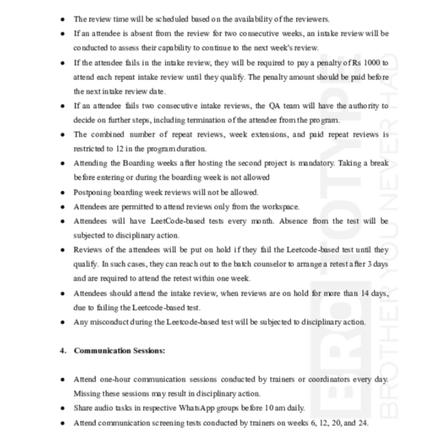 ● The review time will be scheduled based on the availability of the reviewers.
● If an attendee is absent from the review for two consecutive weeks, an intake review will be
conducted to assess their capability to continue to the next week's review.
● If the attendee fails in the intake review, they will be required to pay a penalty of Rs 1000 to
attend each repeat intake review until they qualify. The penalty amount should be paid before
the next intake review date.
● If an attendee fails two consecutive intake reviews, the QA team will have the authority to
decide on further steps, including termination of the attendee from the program.
● The combined number of repeat reviews, week extensions, and paid repeat reviews is
restricted to 12 in the program duration.
● Attending the Boarding weeks after hosting the second project is mandatory. Taking a break
before entering or during the boarding week is not allowed
● Postponing boarding week reviews will not be allowed.
● Attendees are permitted to attend reviews only from the workspace.
● Attendees will have LeetCode-based tests every month. Absence from the test will be
subjected to disciplinary action.
● Reviews of the attendees will be put on hold if they fail the Leetcode-based test until they
qualify. In such cases, they can reach out to the batch counselor to arrange a retest after 3 days
and are required to attend the retest within one week.
● Attendees should attend the intake review, when reviews are on hold for more than 14 days,
due to failing the Leetcode-based test.
● Any misconduct during the Leetcode-based test will be subjected to disciplinary action.
4. Communication Sessions:
● Attend one-hour communication sessions conducted by trainers or coordinators every day.
Missing these sessions may result in disciplinary action.
● Share audio tasks in respective WhatsApp groups before 10 am daily.
● Attend communication screening tests conducted by trainers on weeks 6, 12, 20, and 24.
BROTOTYPE
BROTHER YOU NEVER HAD